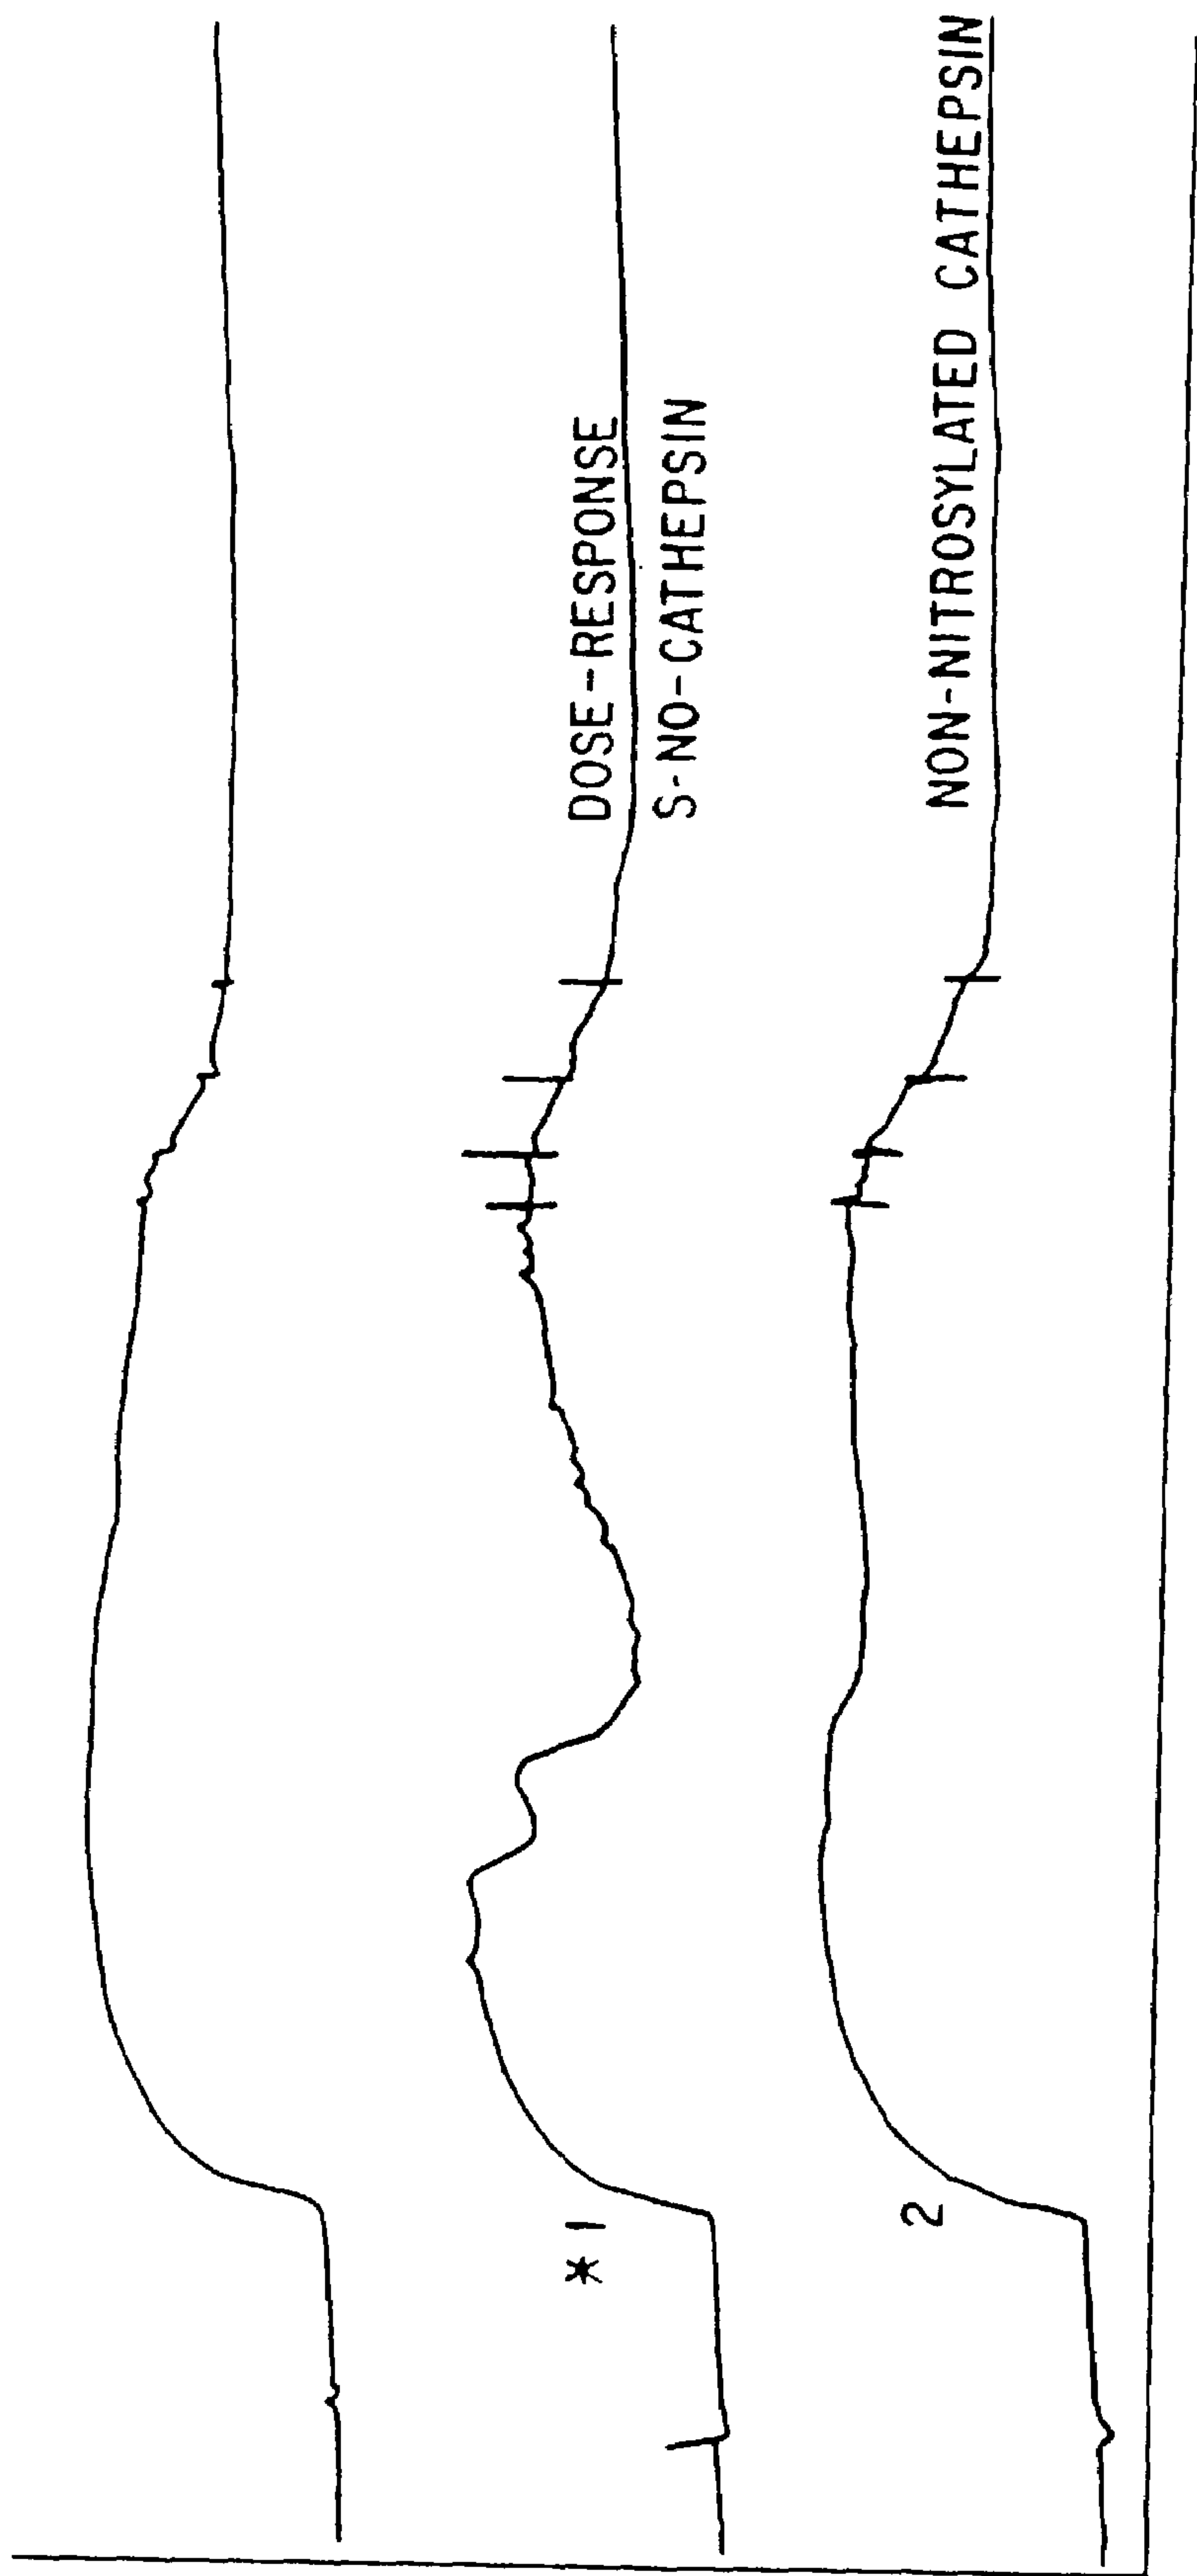 DOSE-RESPONSE
S-NO-CATHEPSIN
*1
NON-NITROSYLATED CATHEPSIN
2